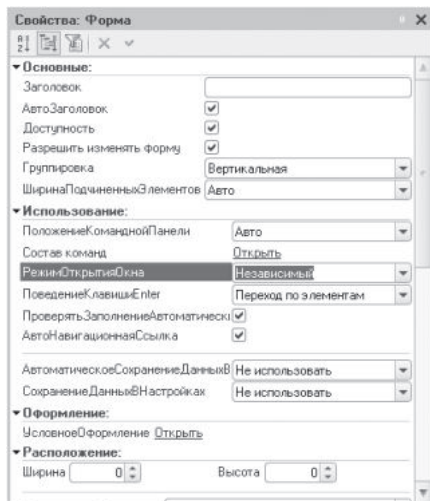 Свойства: Форма
Основные:
Заголовок
АвтоЗаголовок
Доступность
Разрешить изменять форму
Группировка Вертикальная
ШиринаПодчиненныхЭлементов Авто
Использование:
ПоложениеКоманднойПанели Авто
Состав команд Открыть
РежимОткрытияОкна Независимый
ПоведениеКлавишиEnter Переход по элементам
ПроверятьЗаполнениеАвтоматически
АвтоНавигационнаяСсылка
АвтоматическоеСохранениеДанныхВ Не использовать
СохранениеДанныхВНастройках Не использовать
Оформление:
УсловноеОформление Открыть
Расположение:
Ширина 0 Высота 0